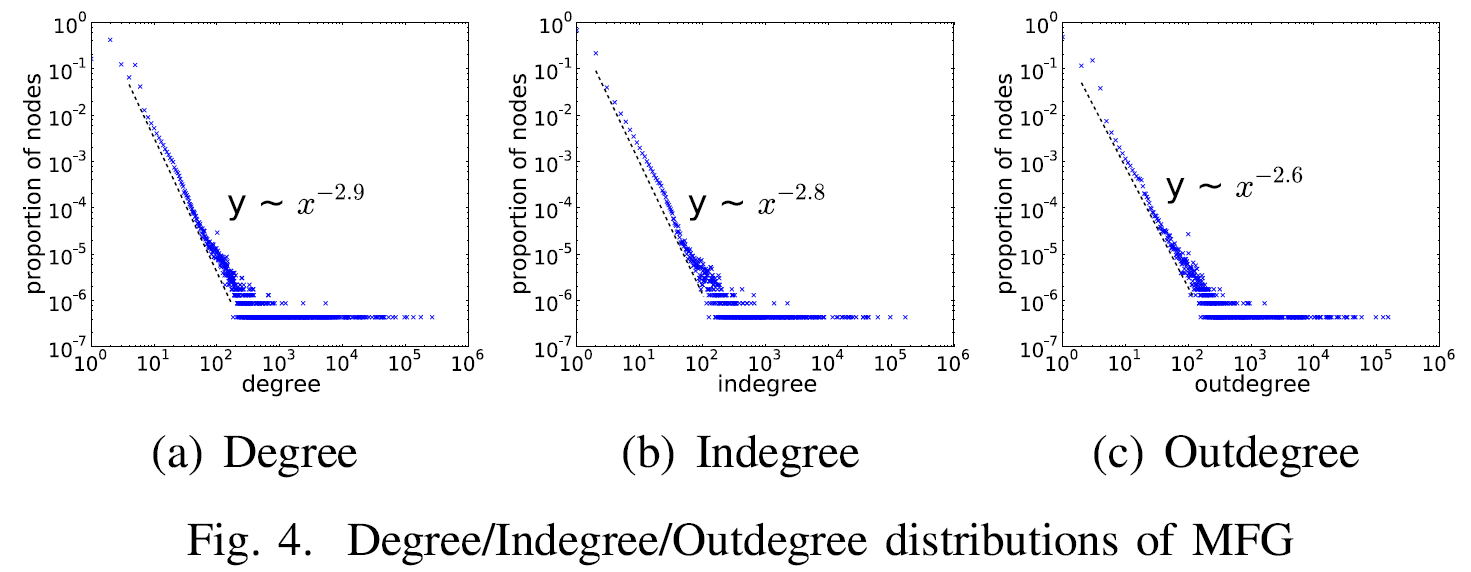 10^0 10^-1 10^-2 10^-3 10^-4 10^-5 10^-6 10^-7
proportion of nodes
y ~ x^-2.9
10^0 10^1 10^2 10^3 10^4 10^5 10^6
degree
(a) Degree
10^0 10^-1 10^-2 10^-3 10^-4 10^-5 10^-6 10^-7
proportion of nodes
y ~ x^-2.8
10^0 10^1 10^2 10^3 10^4 10^5 10^6
indegree
(b) Indegree
10^0 10^-1 10^-2 10^-3 10^-4 10^-5 10^-6 10^-7
proportion of nodes
y ~ x^-2.6
10^0 10^1 10^2 10^3 10^4 10^5 10^6
outdegree
(c) Outdegree
Fig. 4. Degree/Indegree/Outdegree distributions of MFG